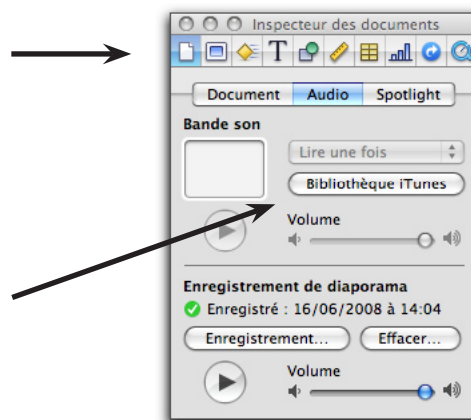 Inspecteur des documents
T
Document Audio Spotlight
Bande son
Lire une fois
Bibliothèque iTunes
Volume
Enregistrement de diaporama
Enregistré : 16/06/2008 à 14:04
Enregistrement... Effacer...
Volume